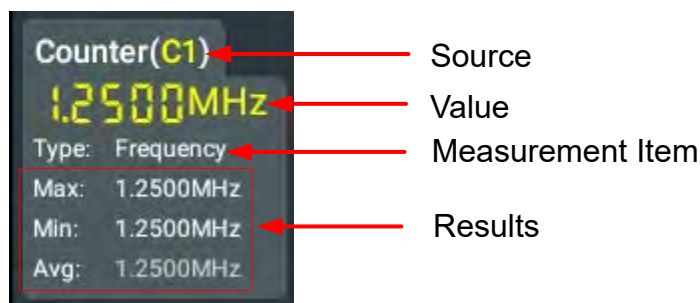 Counter(C1) Source
1.2500MHz Value
Type: Frequency Measurement Item
Max: 1.2500MHz
Min: 1.2500MHz Results
Avg: 1.2500MHz